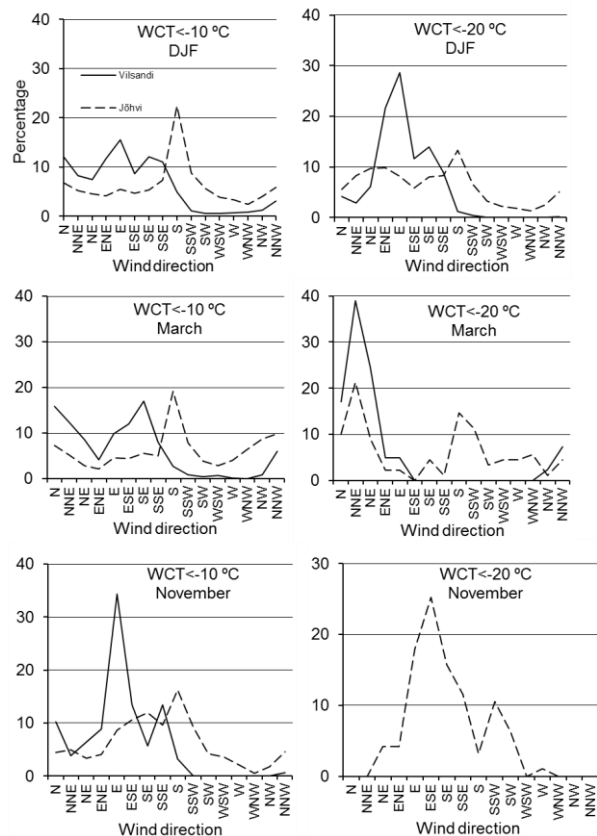 WCT<-10 ºC
DJF
40
30
20
10
0
Percentage
Vilsandi
Jõhvi
N
NNE
NE
ENE
E
ESE
SE
SSE
S
SSW
SW
WSW
W
WNW
NW
NNW
Wind direction
WCT<-20 ºC
DJF
40
30
20
10
0
N
NNE
NE
ENE
E
ESE
SE
SSE
S
SSW
SW
WSW
W
WNW
NW
NNW
Wind direction
WCT<-10 ºC
March
40
30
20
10
0
N
NNE
NE
ENE
E
ESE
SE
SSE
S
SSW
SW
WSW
W
WNW
NW
NNW
Wind direction
WCT<-20 ºC
March
40
30
20
10
0
N
NNE
NE
ENE
E
ESE
SE
SSE
S
SSW
SW
WSW
W
WNW
NW
NNW
Wind direction
WCT<-10 ºC
November
40
30
20
10
0
N
NNE
NE
ENE
E
ESE
SE
SSE
S
SSW
SW
WSW
W
WNW
NW
NNW
Wind direction
WCT<-20 ºC
November
30
20
10
0
N
NNE
NE
ENE
E
ESE
SE
SSE
S
SSW
SW
WSW
W
WNW
NW
NNW
Wind direction